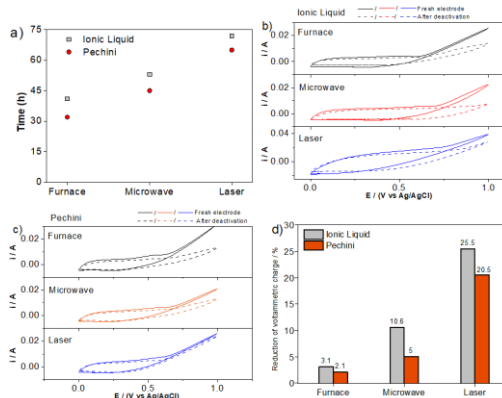 a)
Ionic Liquid
Pechini
Time (h)
75
60
45
30
15
0
Furnace
Microwave
Laser
b)
Ionic Liquid
Furnace
Fresh electrode
After deactivation
0.02
0.00
Microwave
0.02
0.00
Laser
0.04
0.02
0.00
i / A
i / A
i / A
0.0
0.5
1.0
E / (V vs Ag/AgCl)
c)
Pechini
Furnace
Fresh electrode
After deactivation
0.02
0.00
Microwave
0.02
0.00
Laser
0.02
0.00
i / A
i / A
i / A
0.0
0.5
1.0
E / (V vs Ag/AgCl)
d)
Ionic Liquid
Pechini
Reduction of voltammetric charge / %
30
25
20
15
10
5
0
3.1
2.1
10.6
5
25.5
20.5
Furnace
Microwave
Laser